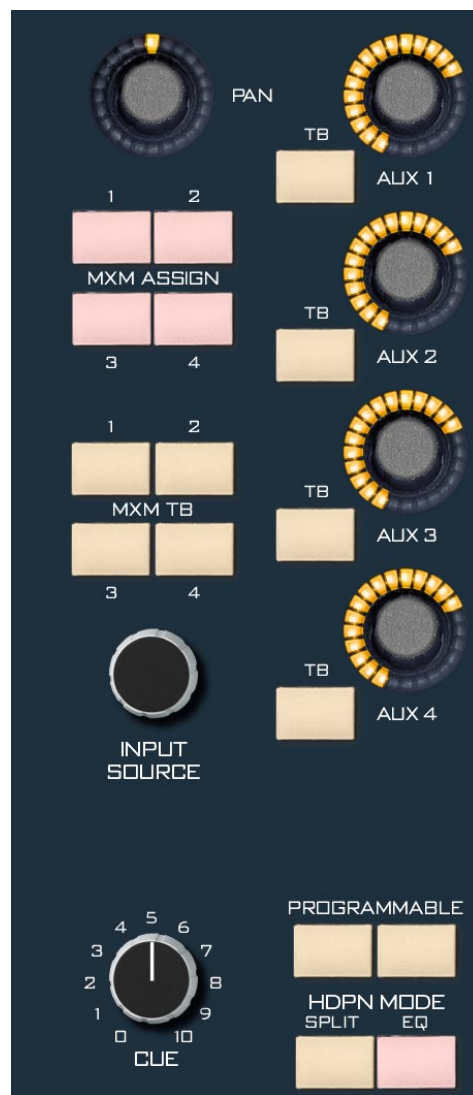 PAN
TB
AUX 1
1 2
MXM ASSIGN
3 4
TB
AUX 2
1 2
MXM TB
3 4
TB
AUX 3
INPUT
SOURCE
TB
AUX 4
0 1 2 3 4 5 6 7 8 9 10
CUE
PROGRAMMABLE
HDPN MODE
SPLIT EQ